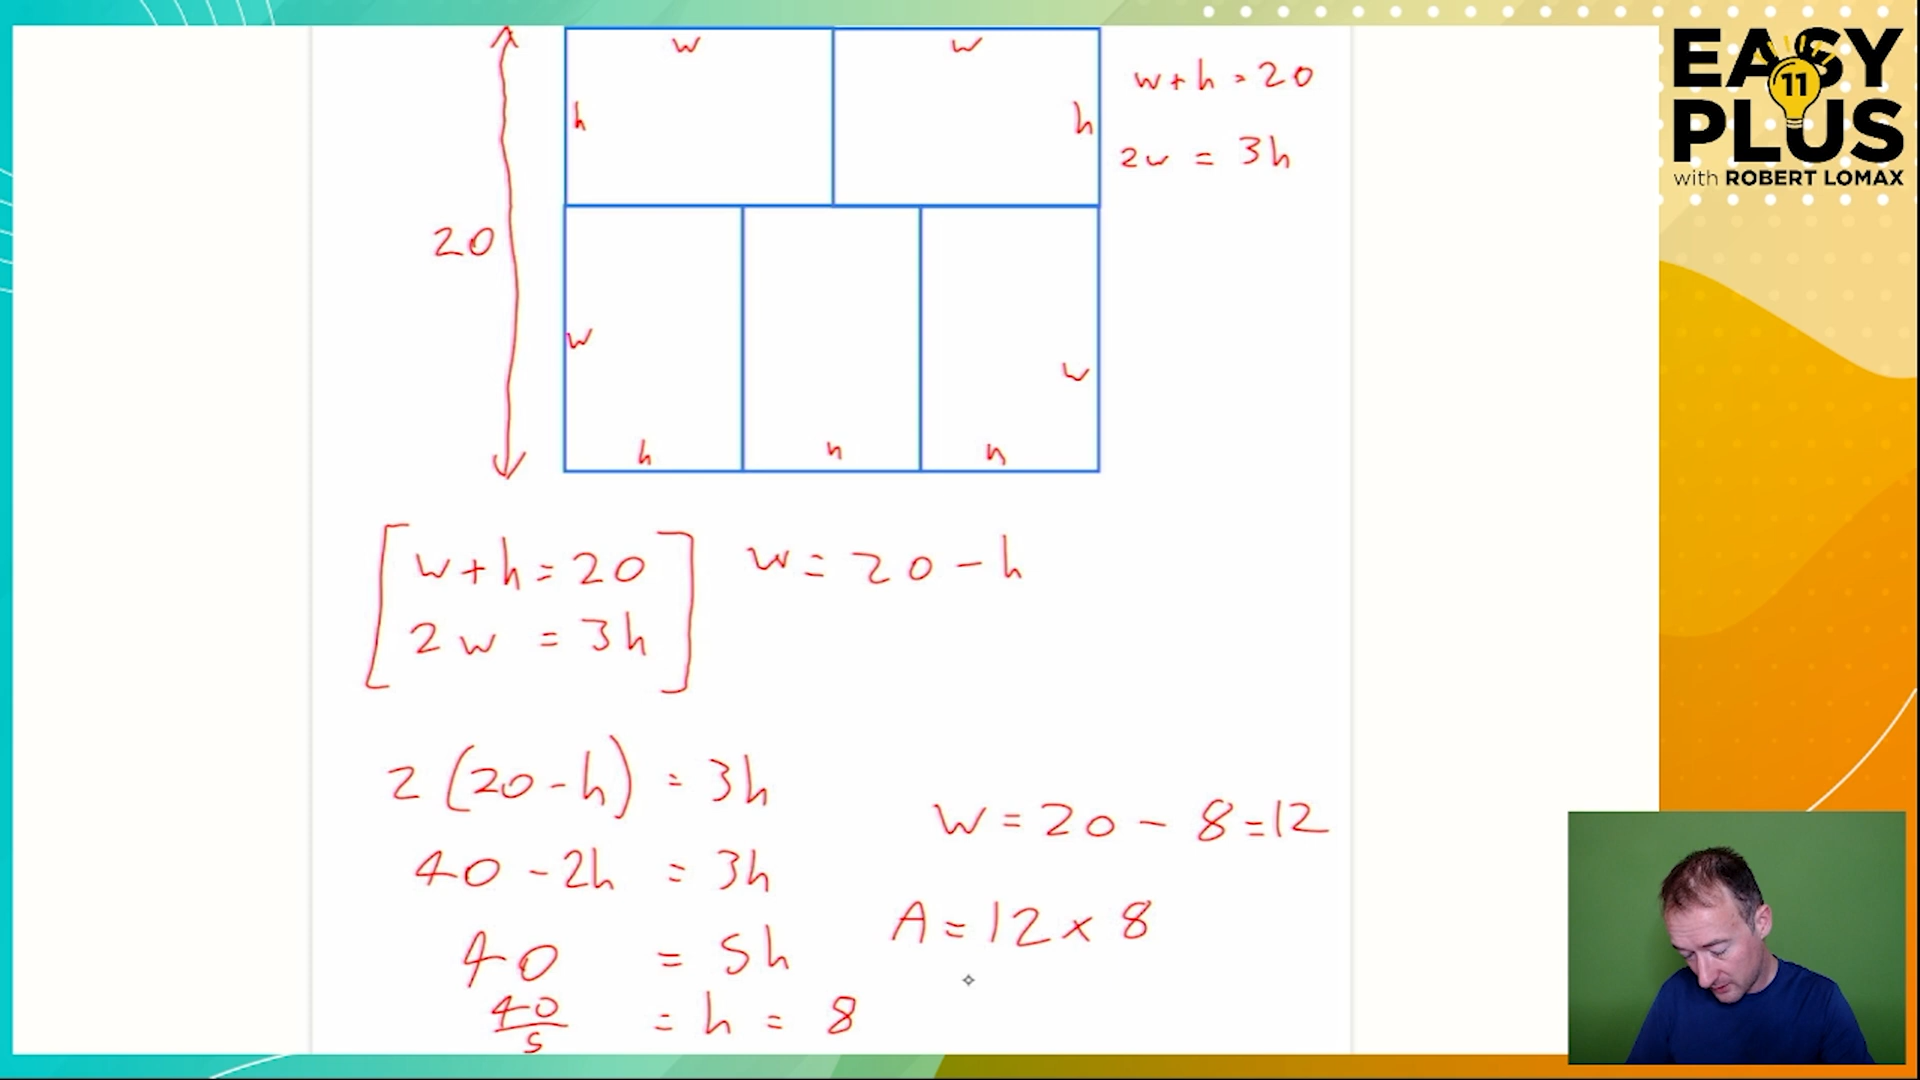 EASY
11
PLUS
with ROBERT LOMAX
w w
w + h = 20
h h
2w = 3h
20
w
w
h n n
w + h = 20 w = 20 - h
2w = 3h
2 (20 - h) = 3h
w = 20 - 8 = 12
40 - 2h = 3h
A = 12 x 8
40 = 5h
40/5 = h = 8